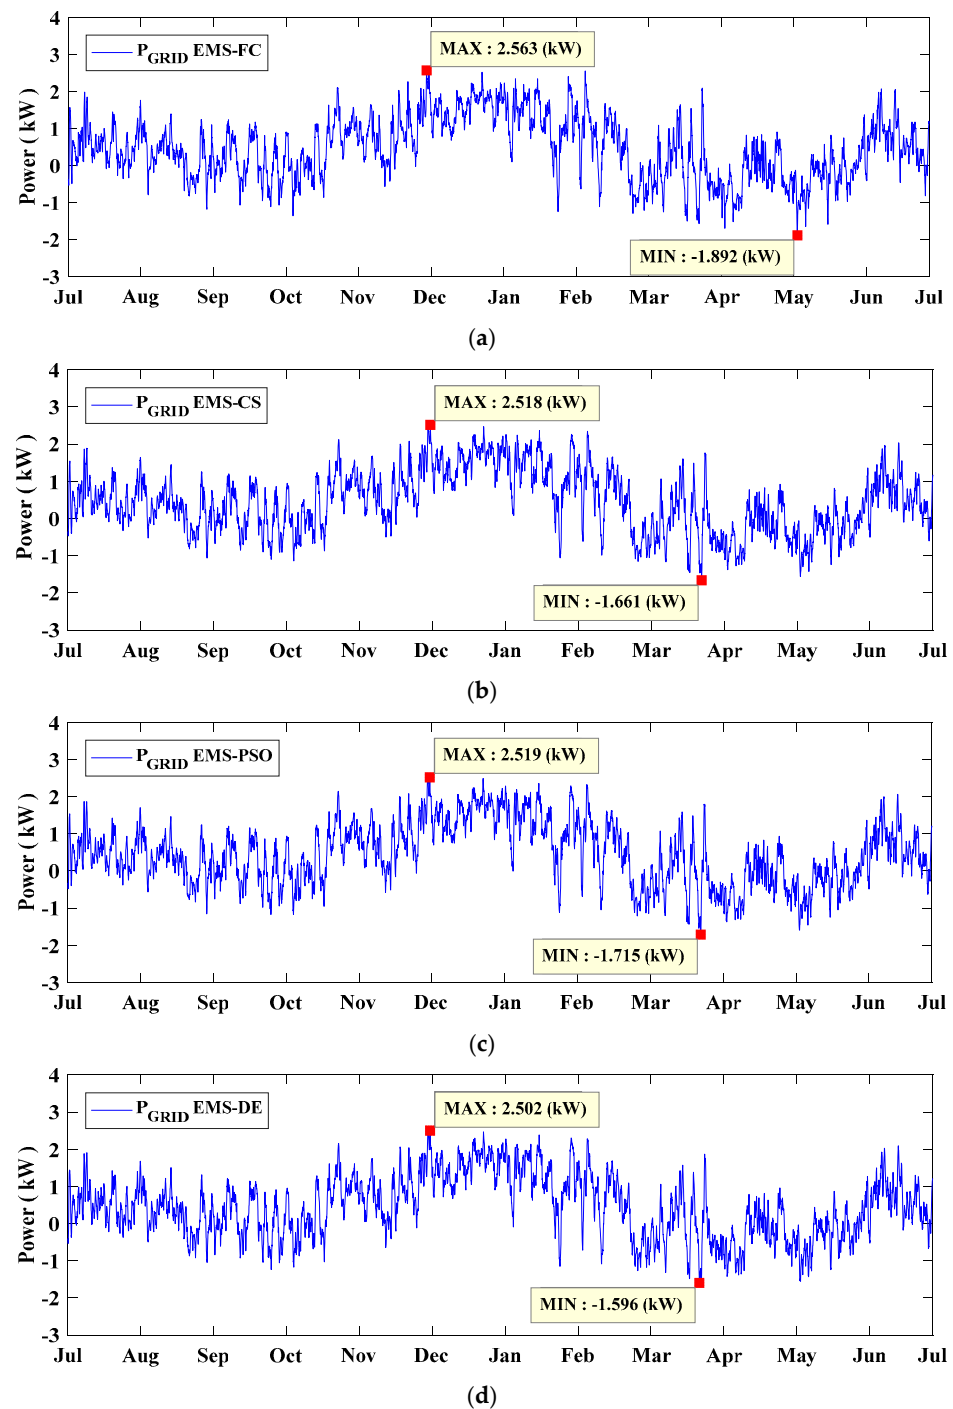 4
3
2
1
0
-1
-2
-3
Power ( kW )
P_GRID EMS-FC
MAX : 2.563 (kW)
MIN : -1.892 (kW)
Jul Aug Sep Oct Nov Dec Jan Feb Mar Apr May Jun Jul
(a)
4
3
2
1
0
-1
-2
-3
Power ( kW )
P_GRID EMS-CS
MAX : 2.518 (kW)
MIN : -1.661 (kW)
Jul Aug Sep Oct Nov Dec Jan Feb Mar Apr May Jun Jul
(b)
4
3
2
1
0
-1
-2
-3
Power ( kW )
P_GRID EMS-PSO
MAX : 2.519 (kW)
MIN : -1.715 (kW)
Jul Aug Sep Oct Nov Dec Jan Feb Mar Apr May Jun Jul
(c)
4
3
2
1
0
-1
-2
-3
Power ( kW )
P_GRID EMS-DE
MAX : 2.502 (kW)
MIN : -1.596 (kW)
Jul Aug Sep Oct Nov Dec Jan Feb Mar Apr May Jun Jul
(d)